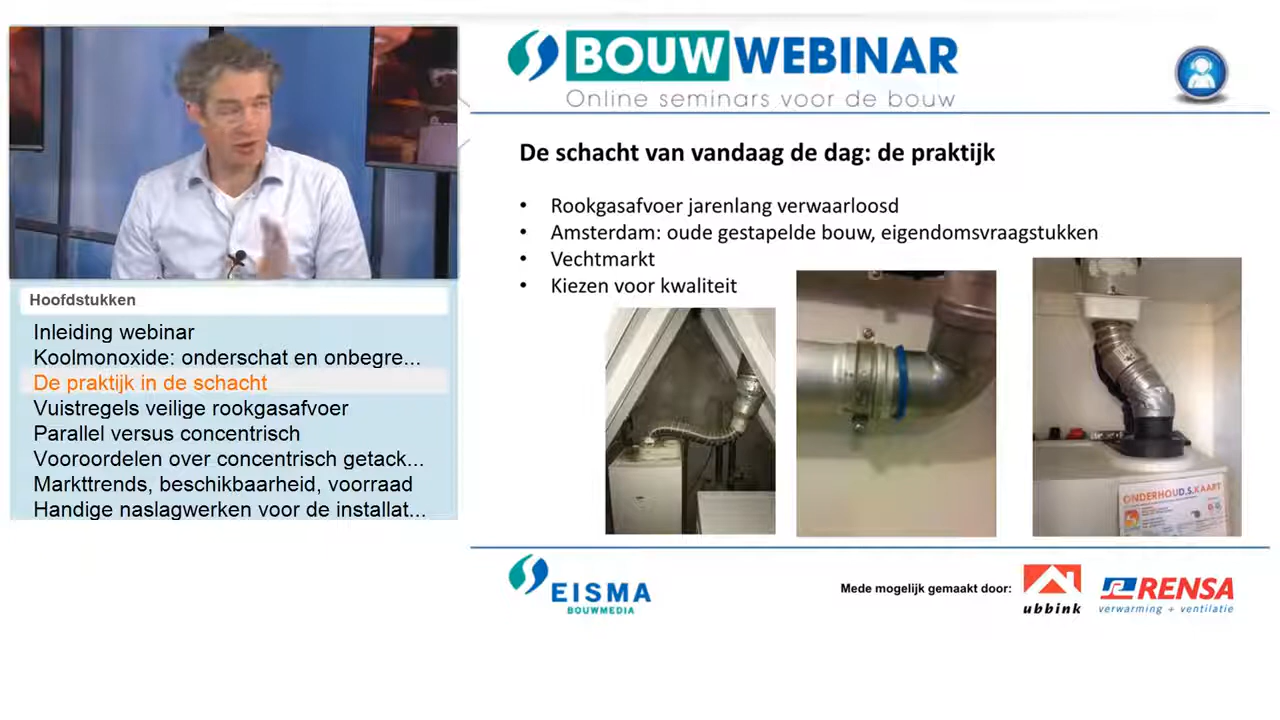 BOUWWEBINAR
Online seminars voor de bouw
De schacht van vandaag de dag: de praktijk
• Rookgasafvoer jarenlang verwaarloosd
• Amsterdam: oude gestapelde bouw, eigendomsvraagstukken
• Vechtmarkt
• Kiezen voor kwaliteit
Hoofdstukken
Inleiding webinar
Koolmonoxide: onderschat en onbegre...
De praktijk in de schacht
Vuistregels veilige rookgasafvoer
Parallel versus concentrisch
Vooroordelen over concentrisch getack...
Markttrends, beschikbaarheid, voorraad
Handige naslagwerken voor de installat...
ONDERHOUD.S.KAART
EISMA
BOUWMEDIA
Mede mogelijk gemaakt door:
ubbink
RENSA
verwarming + ventilatie